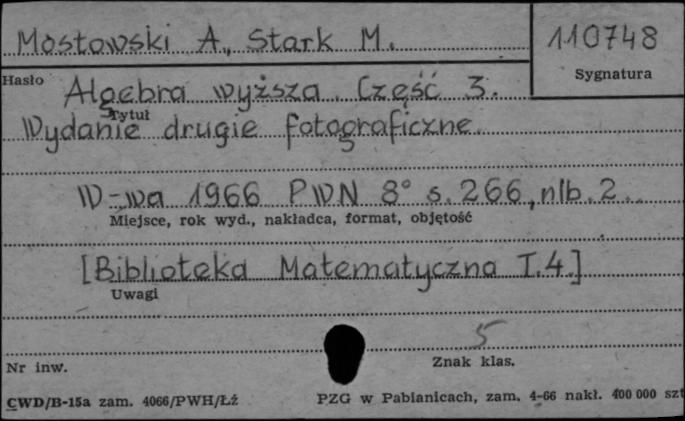 Mostowski A., Stark M. 110748
Hasło Sygnatura
Algebra wyższa. Część 3.
Tytuł
Wydanie drugie fotograficzne.
W-wa 1966 PWN 8° s. 266, nlb. 2.
Miejsce, rok wyd., nakładca, format, objętość
[Biblioteka Matematyczna T.4.]
Uwagi
5
Nr inw. Znak klas.
CWD/B-15a zam. 4066/PWH/Łź PZG w Pabianicach, zam. 4-66 nakł. 400 000 szt